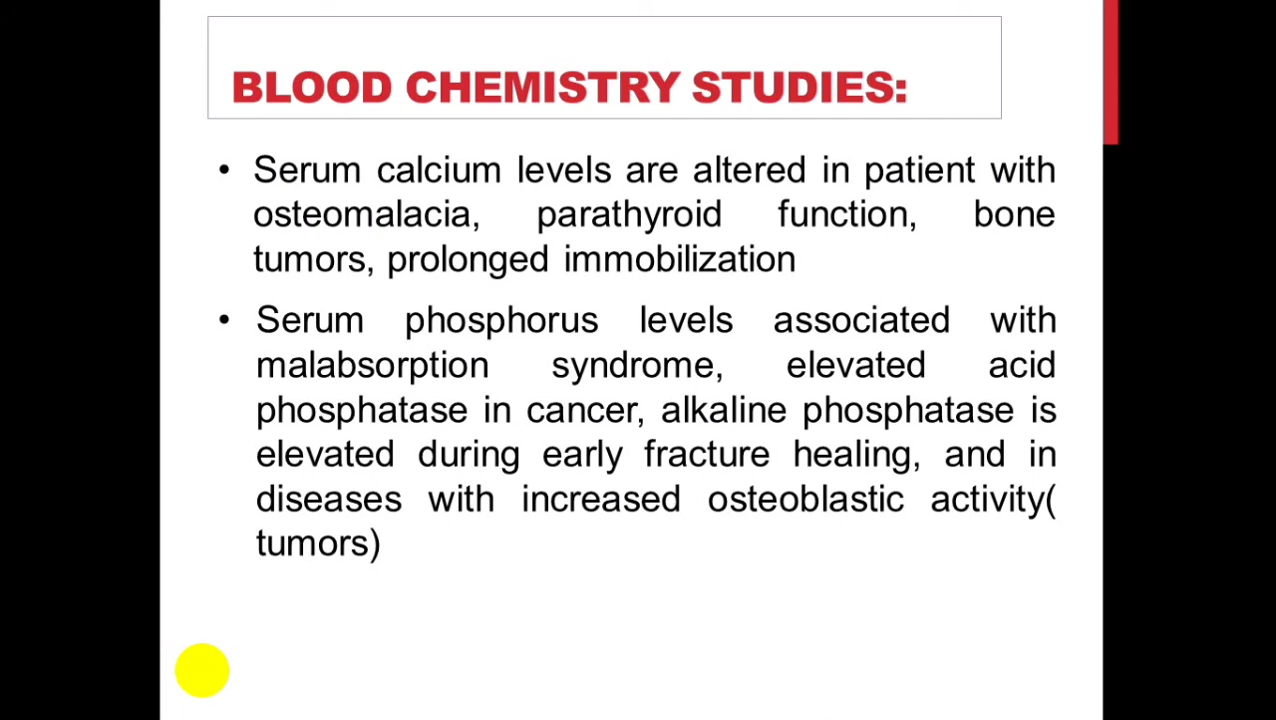 BLOOD CHEMISTRY STUDIES:
• Serum calcium levels are altered in patient with
osteomalacia, parathyroid function, bone
tumors, prolonged immobilization
• Serum phosphorus levels associated with
malabsorption syndrome, elevated acid
phosphatase in cancer, alkaline phosphatase is
elevated during early fracture healing, and in
diseases with increased osteoblastic activity(
tumors)